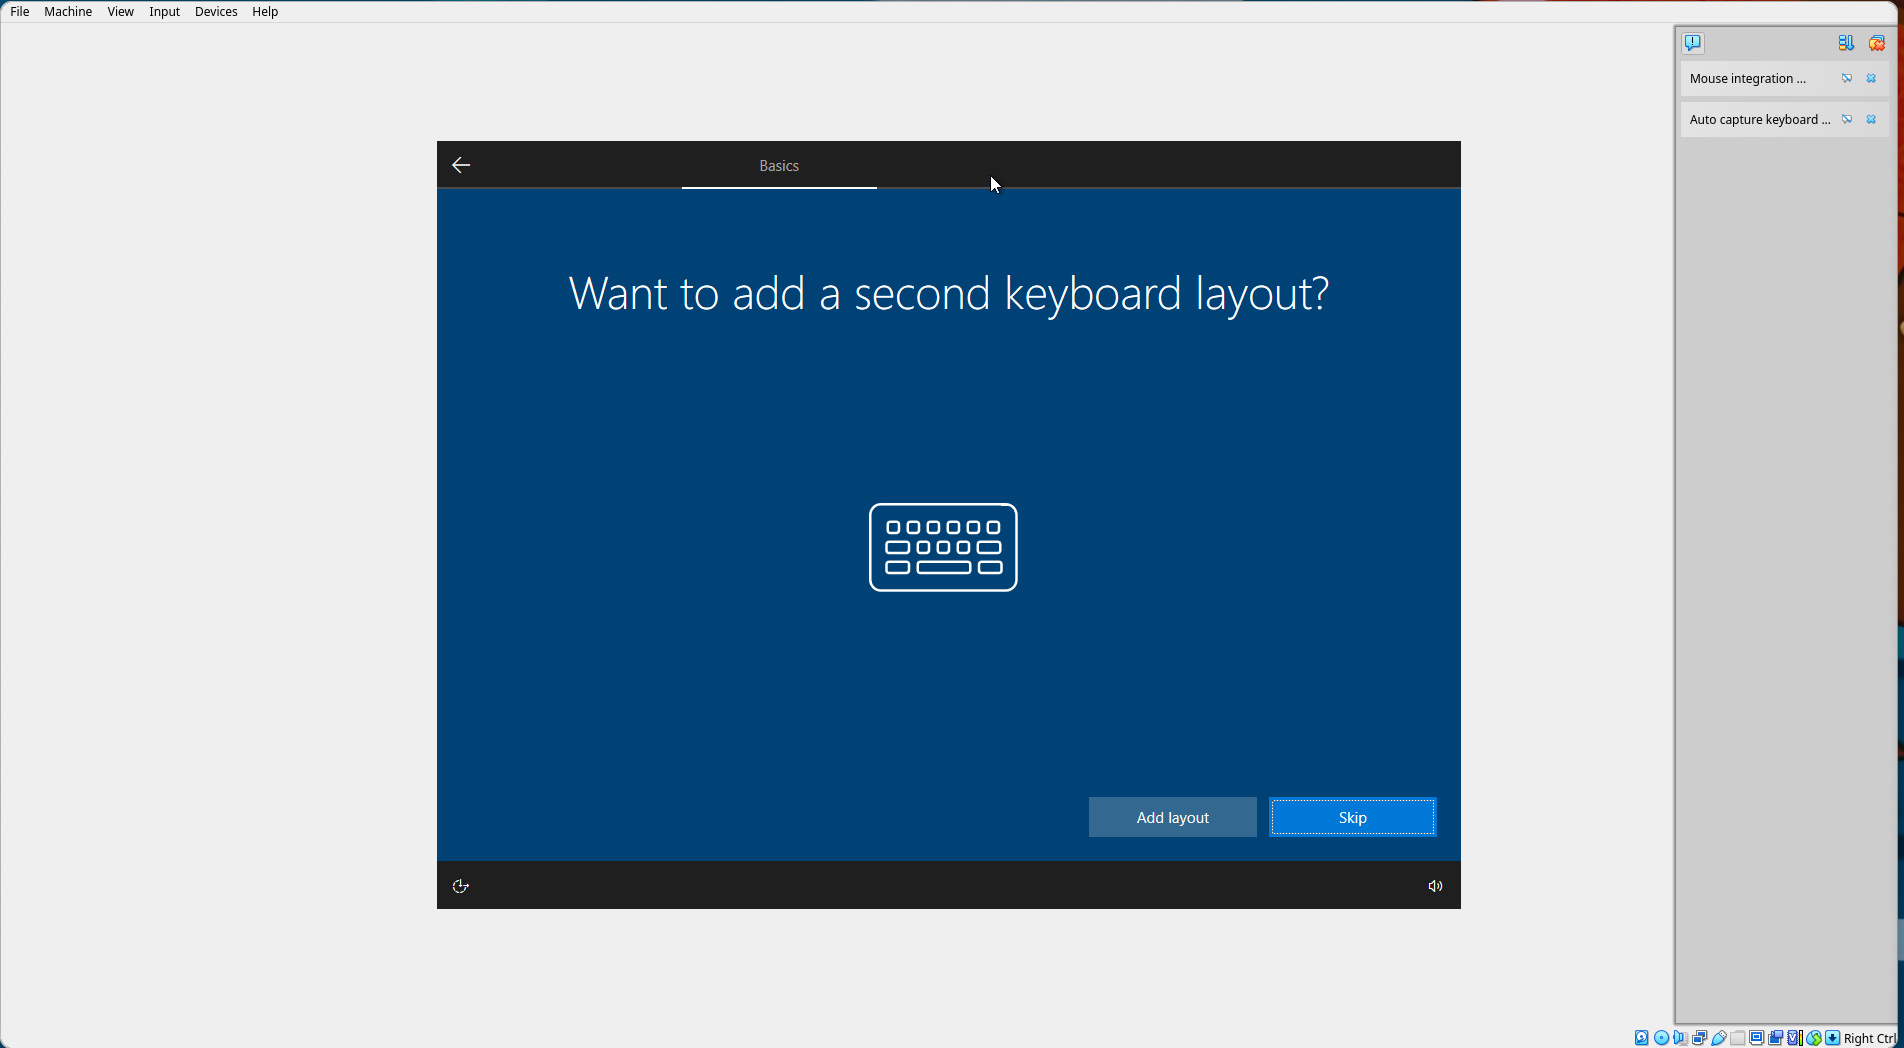 File Machine View Input Devices Help
Mouse integration ...
Auto capture keyboard ...
Basics
Want to add a second keyboard layout?
Add layout Skip
Right Ctrl